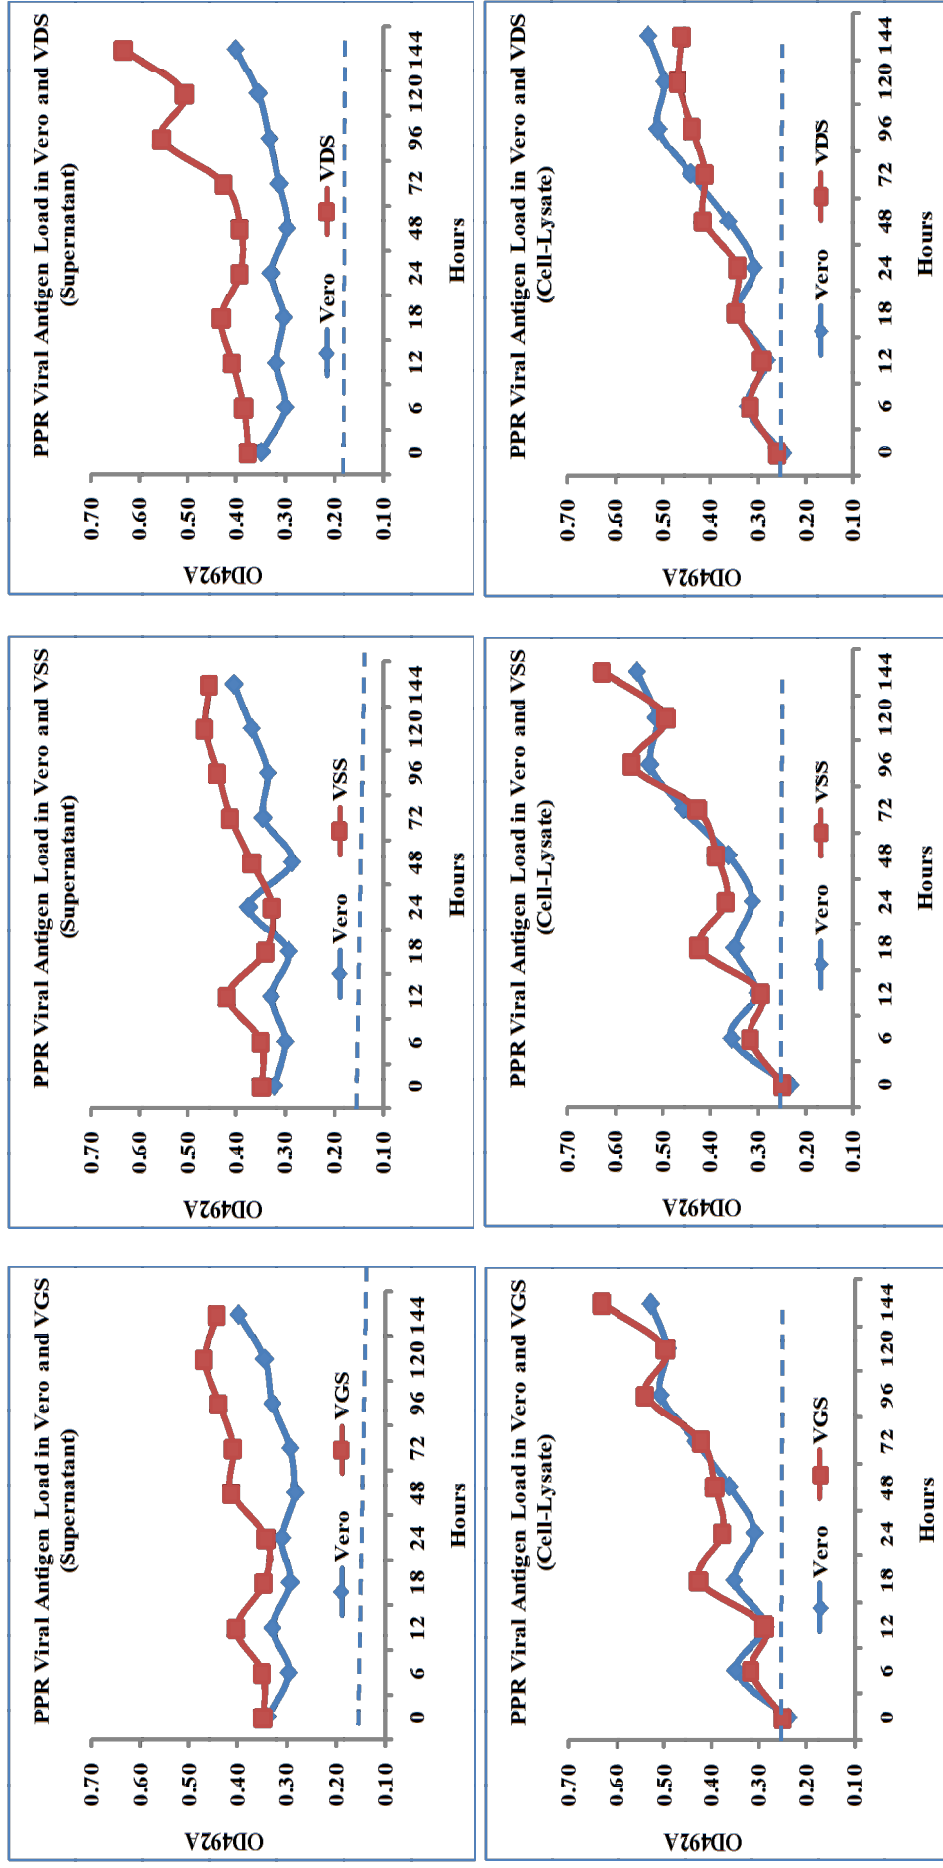 PPR Viral Antigen Load in Vero and VGS
(Supernatant)
0.70
0.60
0.50
0.40
0.30
0.20
0.10
OD492A
Vero VGS
0 6 12 18 24 48 72 96 120 144
Hours
PPR Viral Antigen Load in Vero and VSS
(Supernatant)
0.70
0.60
0.50
0.40
0.30
0.20
0.10
OD492A
Vero VSS
0 6 12 18 24 48 72 96 120 144
Hours
PPR Viral Antigen Load in Vero and VDS
(Supernatant)
0.70
0.60
0.50
0.40
0.30
0.20
0.10
OD492A
Vero VDS
0 6 12 18 24 48 72 96 120 144
Hours
PPR Viral Antigen Load in Vero and VGS
(Cell-Lysate)
0.70
0.60
0.50
0.40
0.30
0.20
0.10
OD492A
Vero VGS
0 6 12 18 24 48 72 96 120 144
Hours
PPR Viral Antigen Load in Vero and VSS
(Cell-Lysate)
0.70
0.60
0.50
0.40
0.30
0.20
0.10
OD492A
Vero VSS
0 6 12 18 24 48 72 96 120 144
Hours
PPR Viral Antigen Load in Vero and VDS
(Cell-Lysate)
0.70
0.60
0.50
0.40
0.30
0.20
0.10
OD492A
Vero VDS
0 6 12 18 24 48 72 96 120 144
Hours